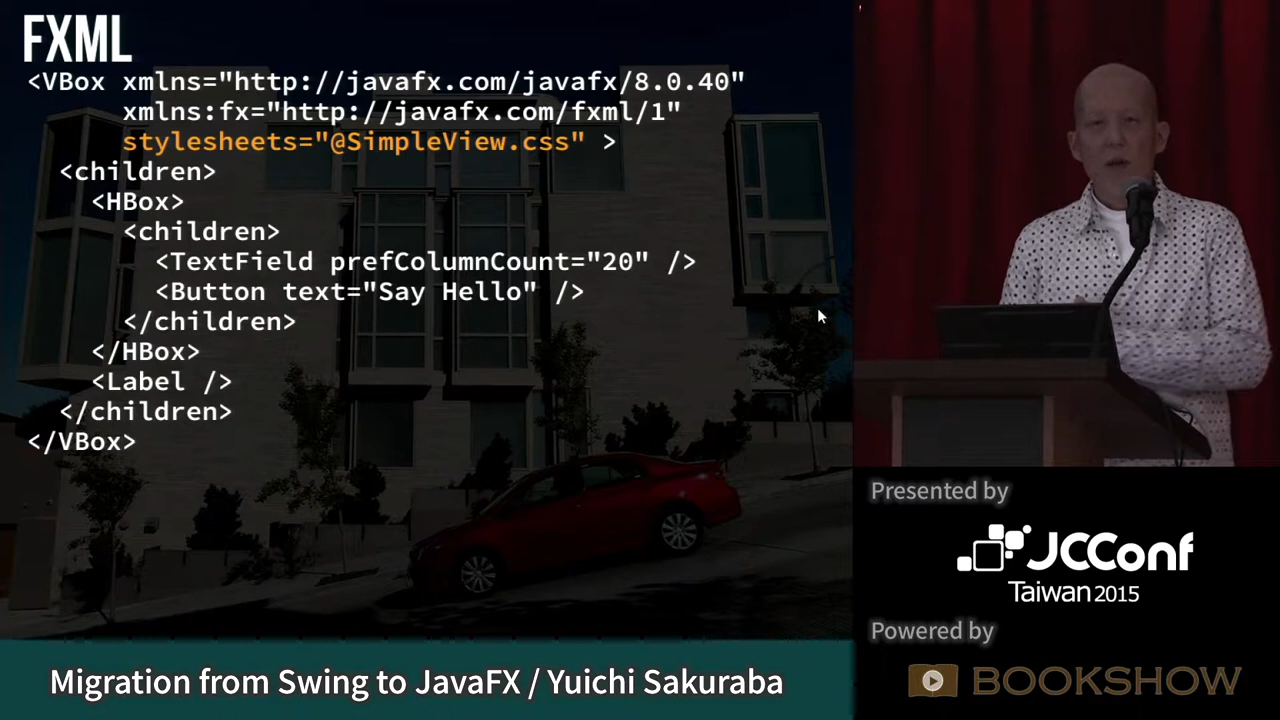 FXML
<VBox xmlns="http://javafx.com/javafx/8.0.40"
xmlns:fx="http://javafx.com/fxml/1"
stylesheets="@SimpleView.css" >
<children>
<HBox>
<children>
<TextField prefColumnCount="20" />
<Button text="Say Hello" />
</children>
</HBox>
<Label />
</children>
</VBox>
Presented by
JCConf
Taiwan 2015
Powered by
BOOKSHOW
Migration from Swing to JavaFX / Yuichi Sakuraba